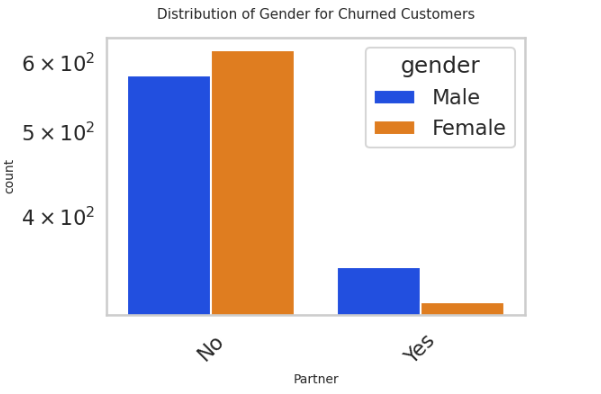 Distribution of Gender for Churned Customers
6 × 10²
5 × 10²
4 × 10²
count
gender
Male
Female
No
Yes
Partner